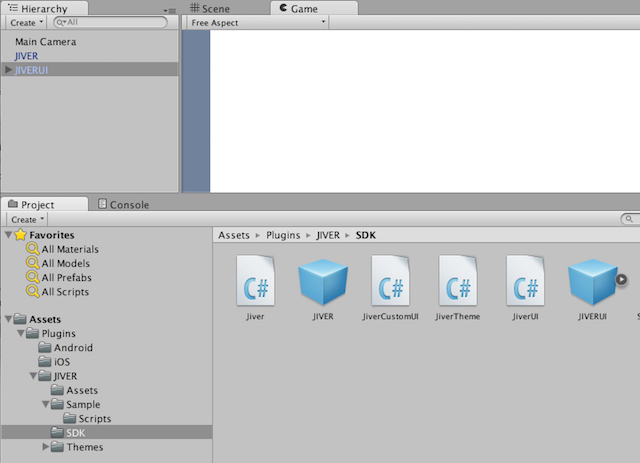 Hierarchy
Create
All
Main Camera
JIVER
JIVERUI
Scene
Game
Free Aspect
Project
Console
Create
Favorites
All Materials
All Models
All Prefabs
All Scripts
Assets
Plugins
Android
iOS
JIVER
Assets
Sample
Scripts
SDK
Themes
Assets ▸ Plugins ▸ JIVER ▸ SDK
C# C# C# C#
Jiver JIVER JiverCustomUI JiverTheme JiverUI JIVERUI